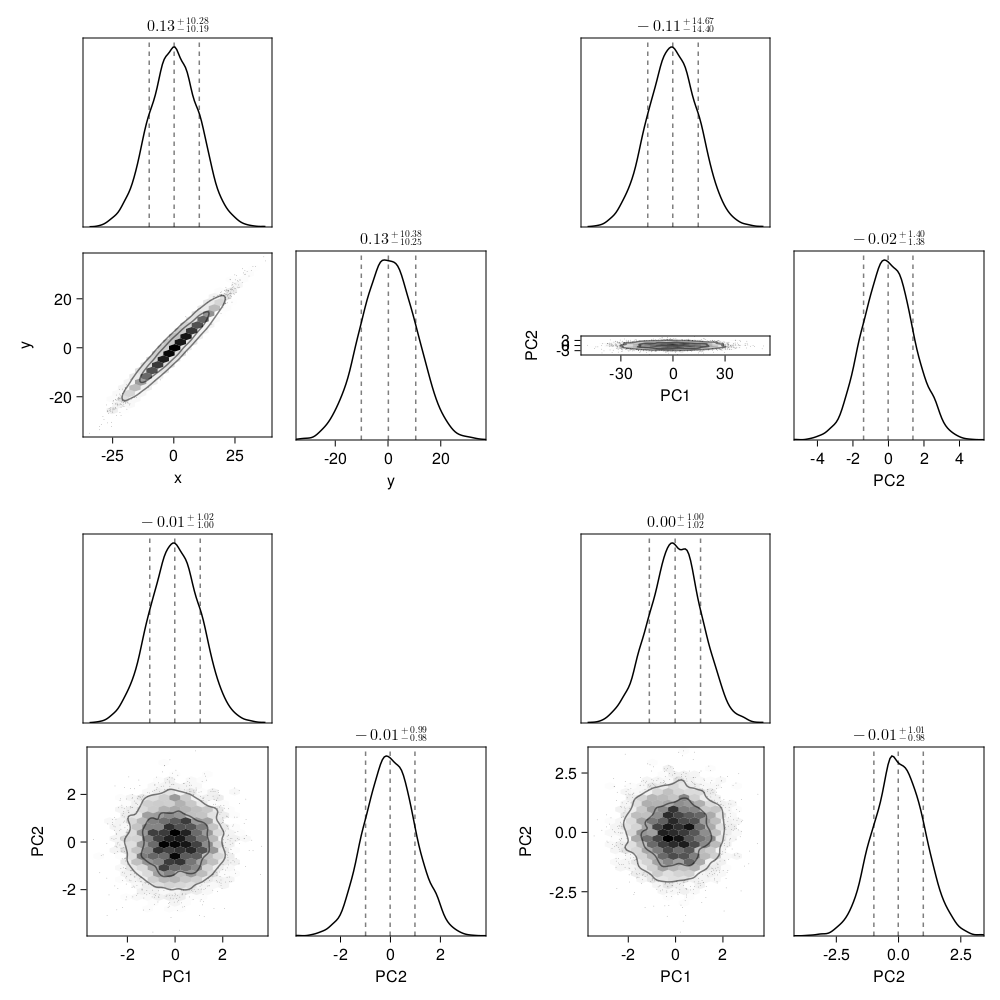 0.13 +10.28 −10.19
−0.11 +14.67 −14.40
0.13 +10.38 −10.25
−0.02 +1.40 −1.38
20
0
-20
y
-25 0 25
x
-20 0 20
y
3
0
-3
PC2
-30 0 30
PC1
-4 -2 0 2 4
PC2
−0.01 +1.02 −1.00
0.00 +1.00 −1.02
−0.01 +0.99 −0.98
−0.01 +1.01 −0.98
2
0
-2
PC2
-2 0 2
PC1
-2 0 2
PC2
2.5
0.0
-2.5
PC2
-2 0 2
PC1
-2.5 0.0 2.5
PC2